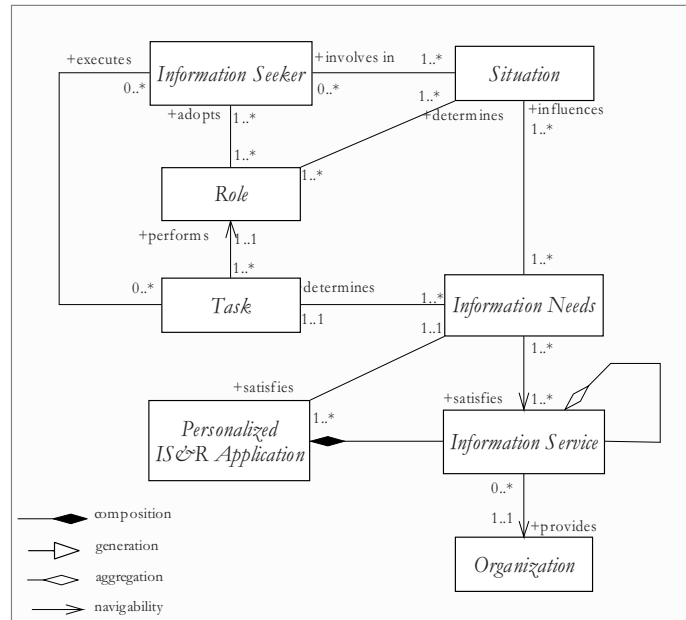 +executes
+involves in
1..*
Information Seeker
Situation
0..*
0..*
1..*
+adopts
1..*
+determines
+influences
1..*
1..*
1..*
Role
+performs
1..1
1..*
1..*
0..*
Task
determines
1..1
1..*
Information Needs
1..1
1..*
+satisfies
1..*
+satisfies
1..*
Personalized
IS&R Application
Information Service
0..*
composition
1..1
+provides
generation
Organization
aggregation
navigability